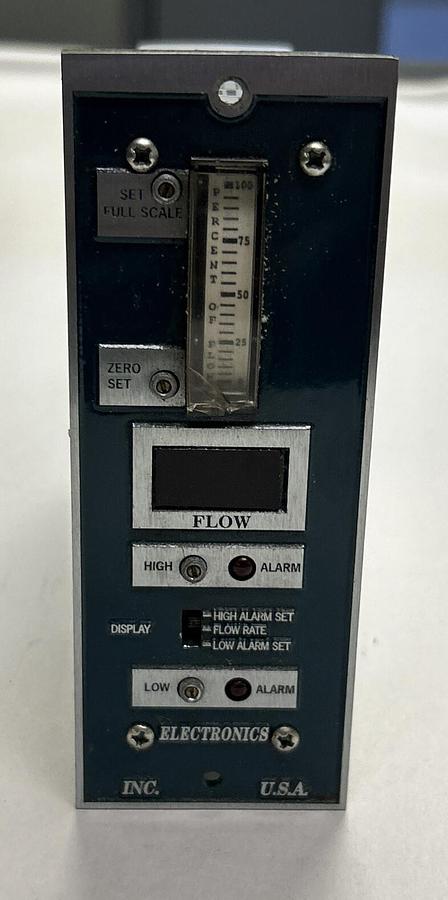 SET
FULL SCALE
100
75
50
25
PERCENT OF FLOW
ZERO
SET
FLOW
HIGH ALARM
HIGH ALARM SET
DISPLAY FLOW RATE
LOW ALARM SET
LOW ALARM
ELECTRONICS
INC. U.S.A.